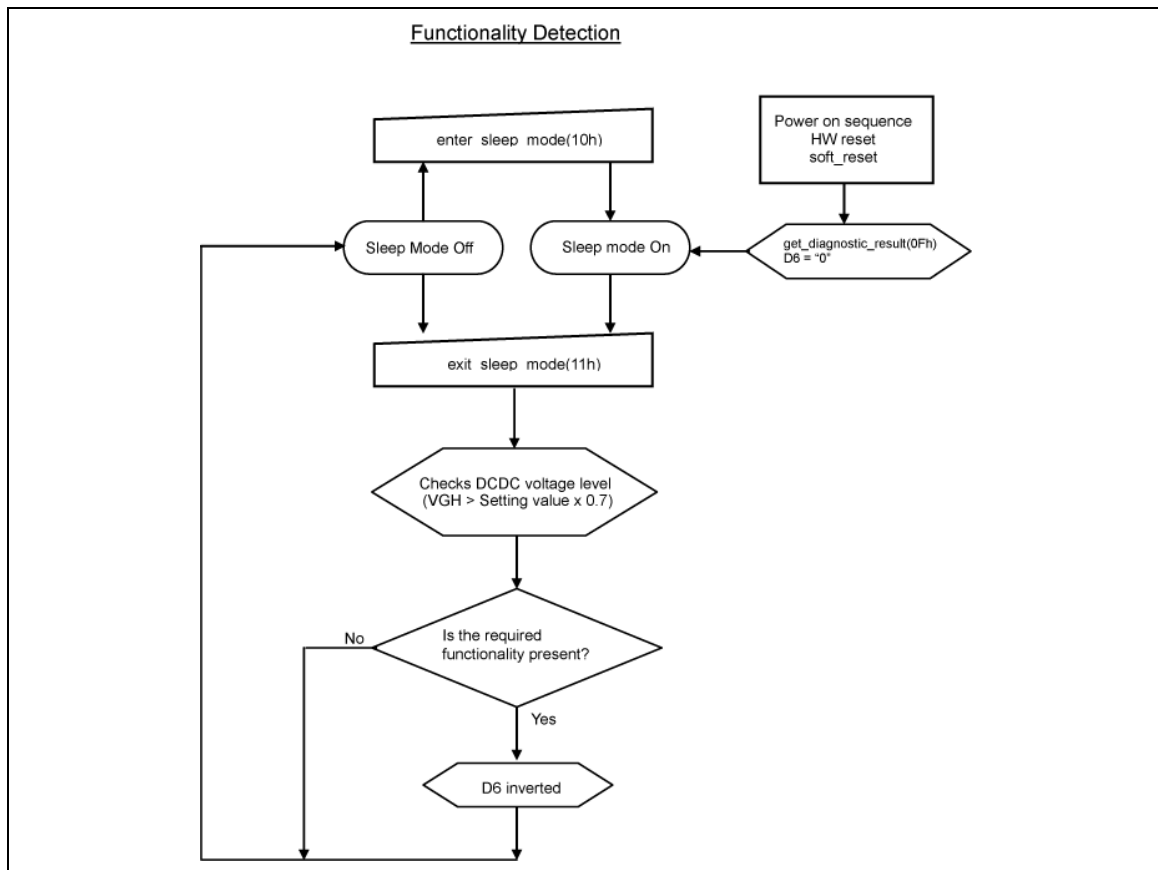 Functionality Detection
enter sleep mode(10h)
Power on sequence
HW reset
soft_reset
Sleep Mode Off
Sleep mode On
get_diagnostic_result(0Fh)
D6 = “0”
exit sleep mode(11h)
Checks DCDC voltage level
(VGH > Setting value x 0.7)
Is the required
functionality present?
No
Yes
D6 inverted